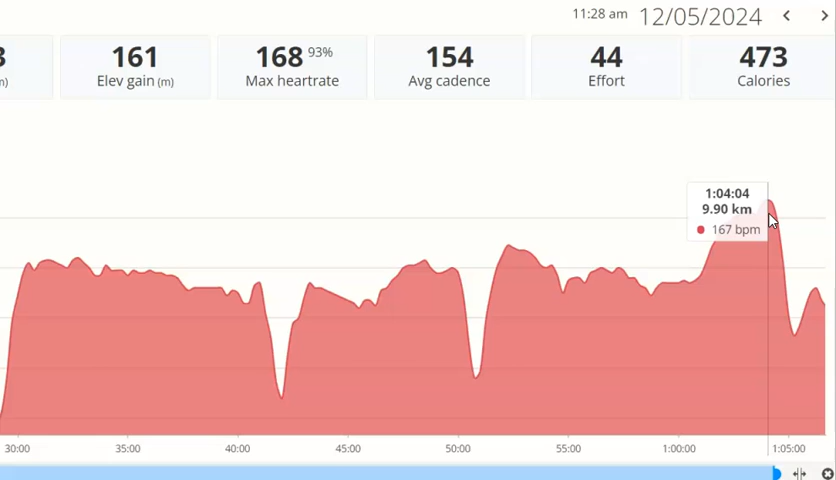 11:28 am 12/05/2024
161
168 93%
154
44
473
Elev gain (m)
Max heartrate
Avg cadence
Effort
Calories
1:04:04
9.90 km
167 bpm
30:00 35:00 40:00 45:00 50:00 55:00 1:00:00 1:05:00